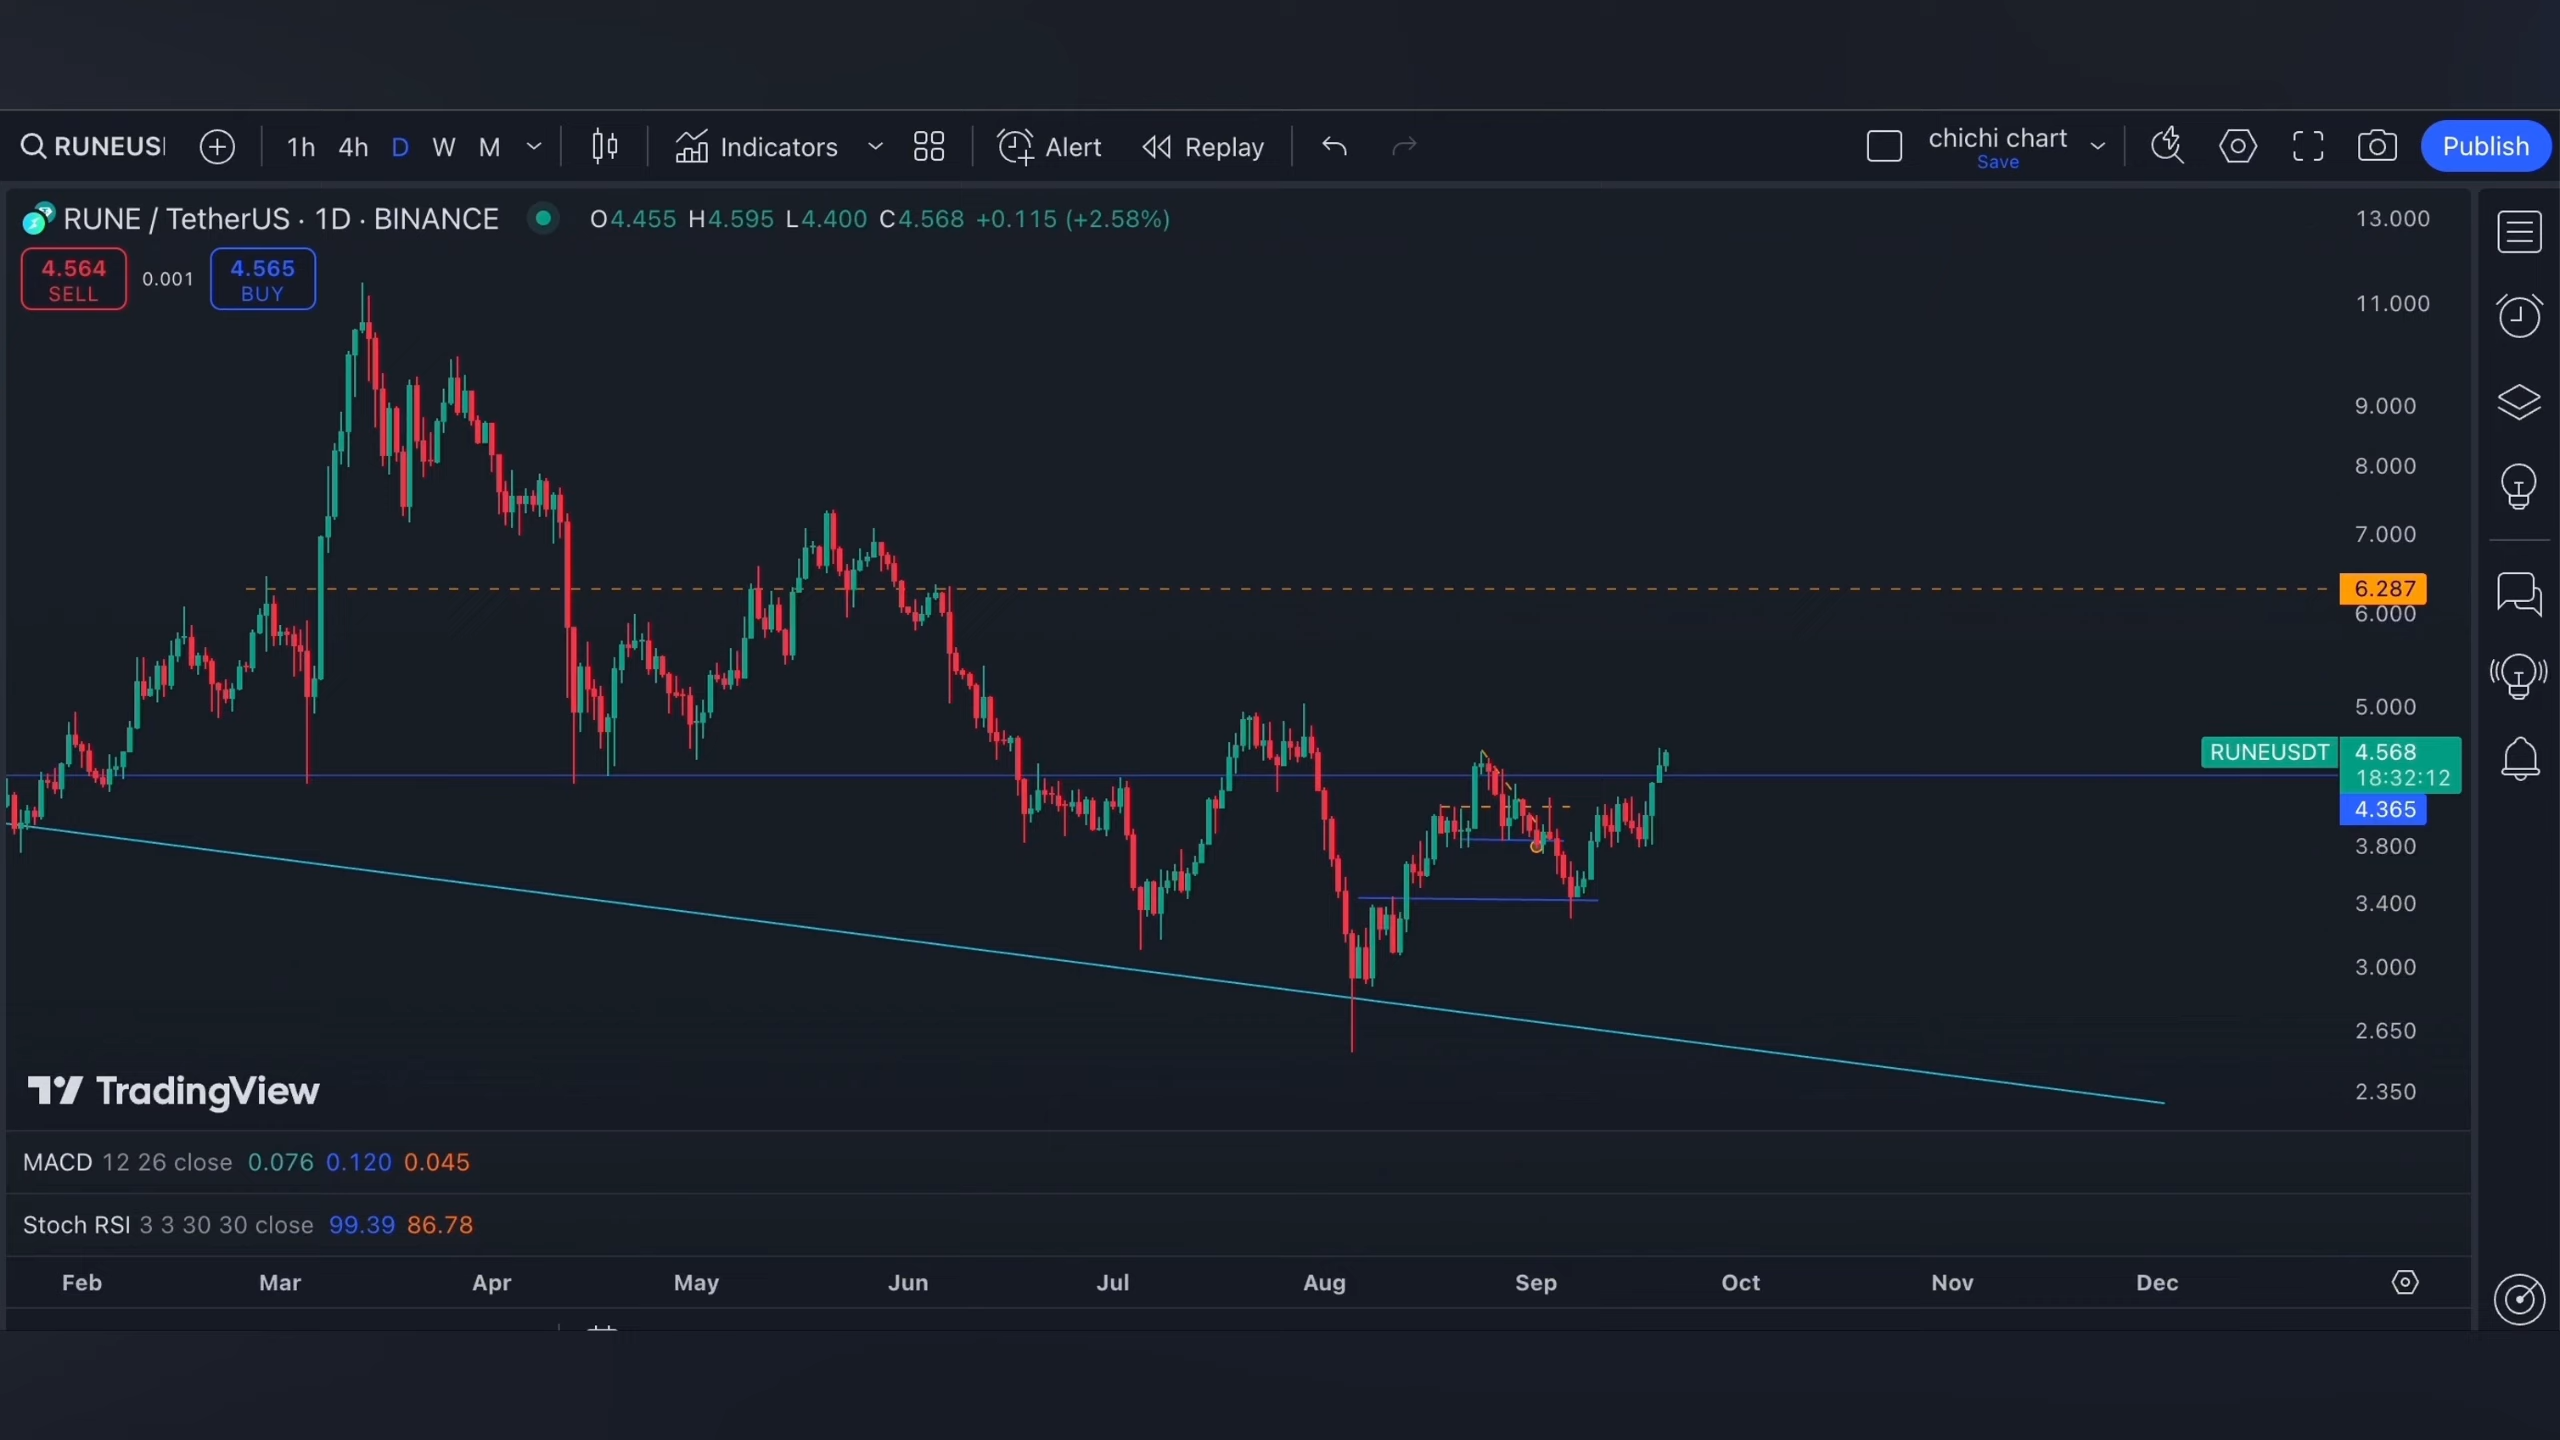 RUNEUS
1h 4h D W M Indicators Alert Replay chichi chart Save Publish
RUNE / TetherUS · 1D · BINANCE O4.455 H4.595 L4.400 C4.568 +0.115 (+2.58%)
4.564 SELL 0.001 4.565 BUY
13.000
11.000
9.000
8.000
7.000
6.287
6.000
5.000
RUNEUSDT 4.568
18:32:12
4.365
3.800
3.400
3.000
2.650
2.350
TradingView
MACD 12 26 close 0.076 0.120 0.045
Stoch RSI 3 3 30 30 close 99.39 86.78
Feb Mar Apr May Jun Jul Aug Sep Oct Nov Dec